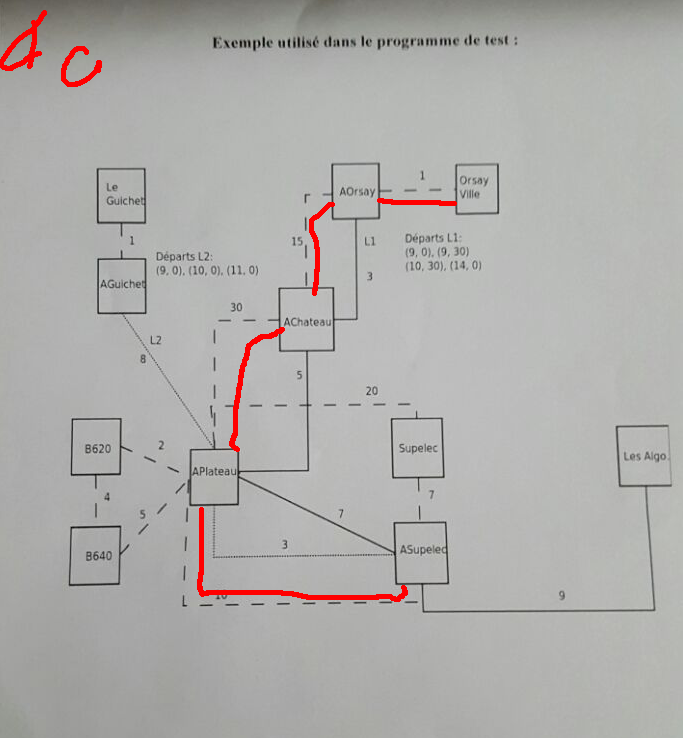 d c
Exemple utilisé dans le programme de test :
Le
Guichet
1
AGuichet
Départs L2:
(9, 0), (10, 0), (11, 0)
L2
8
AOrsay
1
Orsay
Ville
15
L1
3
Départs L1:
(9, 0), (9, 30)
(10, 30), (14, 0)
30
AChateau
5
20
B620
2
APlateau
Supelec
Les Algo.
4
5
7
7
B640
3
ASupelec
9